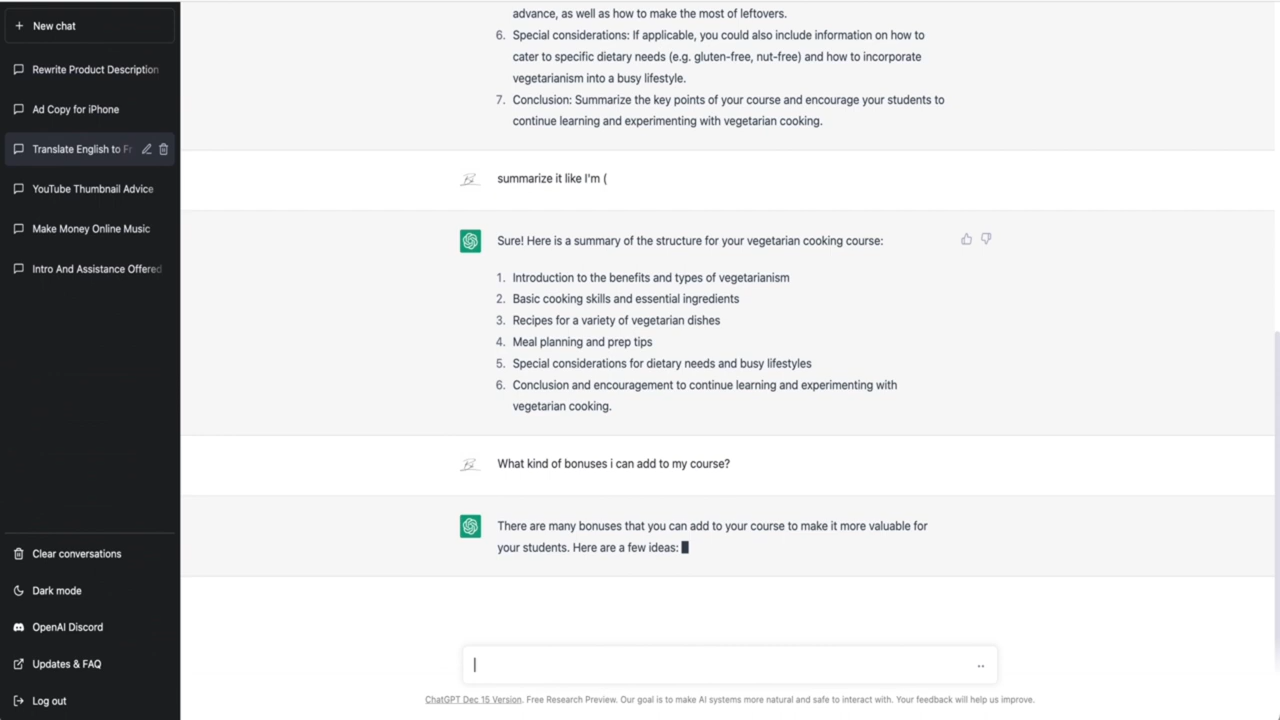 New chat
Rewrite Product Description
Ad Copy for iPhone
Translate English to Fr
YouTube Thumbnail Advice
Make Money Online Music
Intro And Assistance Offered
Clear conversations
Dark mode
OpenAI Discord
Updates & FAQ
Log out
advance, as well as how to make the most of leftovers.
6. Special considerations: If applicable, you could also include information on how to
cater to specific dietary needs (e.g. gluten-free, nut-free) and how to incorporate
vegetarianism into a busy lifestyle.
7. Conclusion: Summarize the key points of your course and encourage your students to
continue learning and experimenting with vegetarian cooking.
summarize it like I'm (
Sure! Here is a summary of the structure for your vegetarian cooking course:
1. Introduction to the benefits and types of vegetarianism
2. Basic cooking skills and essential ingredients
3. Recipes for a variety of vegetarian dishes
4. Meal planning and prep tips
5. Special considerations for dietary needs and busy lifestyles
6. Conclusion and encouragement to continue learning and experimenting with
vegetarian cooking.
What kind of bonuses i can add to my course?
There are many bonuses that you can add to your course to make it more valuable for
your students. Here are a few ideas:
ChatGPT Dec 15 Version. Free Research Preview. Our goal is to make AI systems more natural and safe to interact with. Your feedback will help us improve.